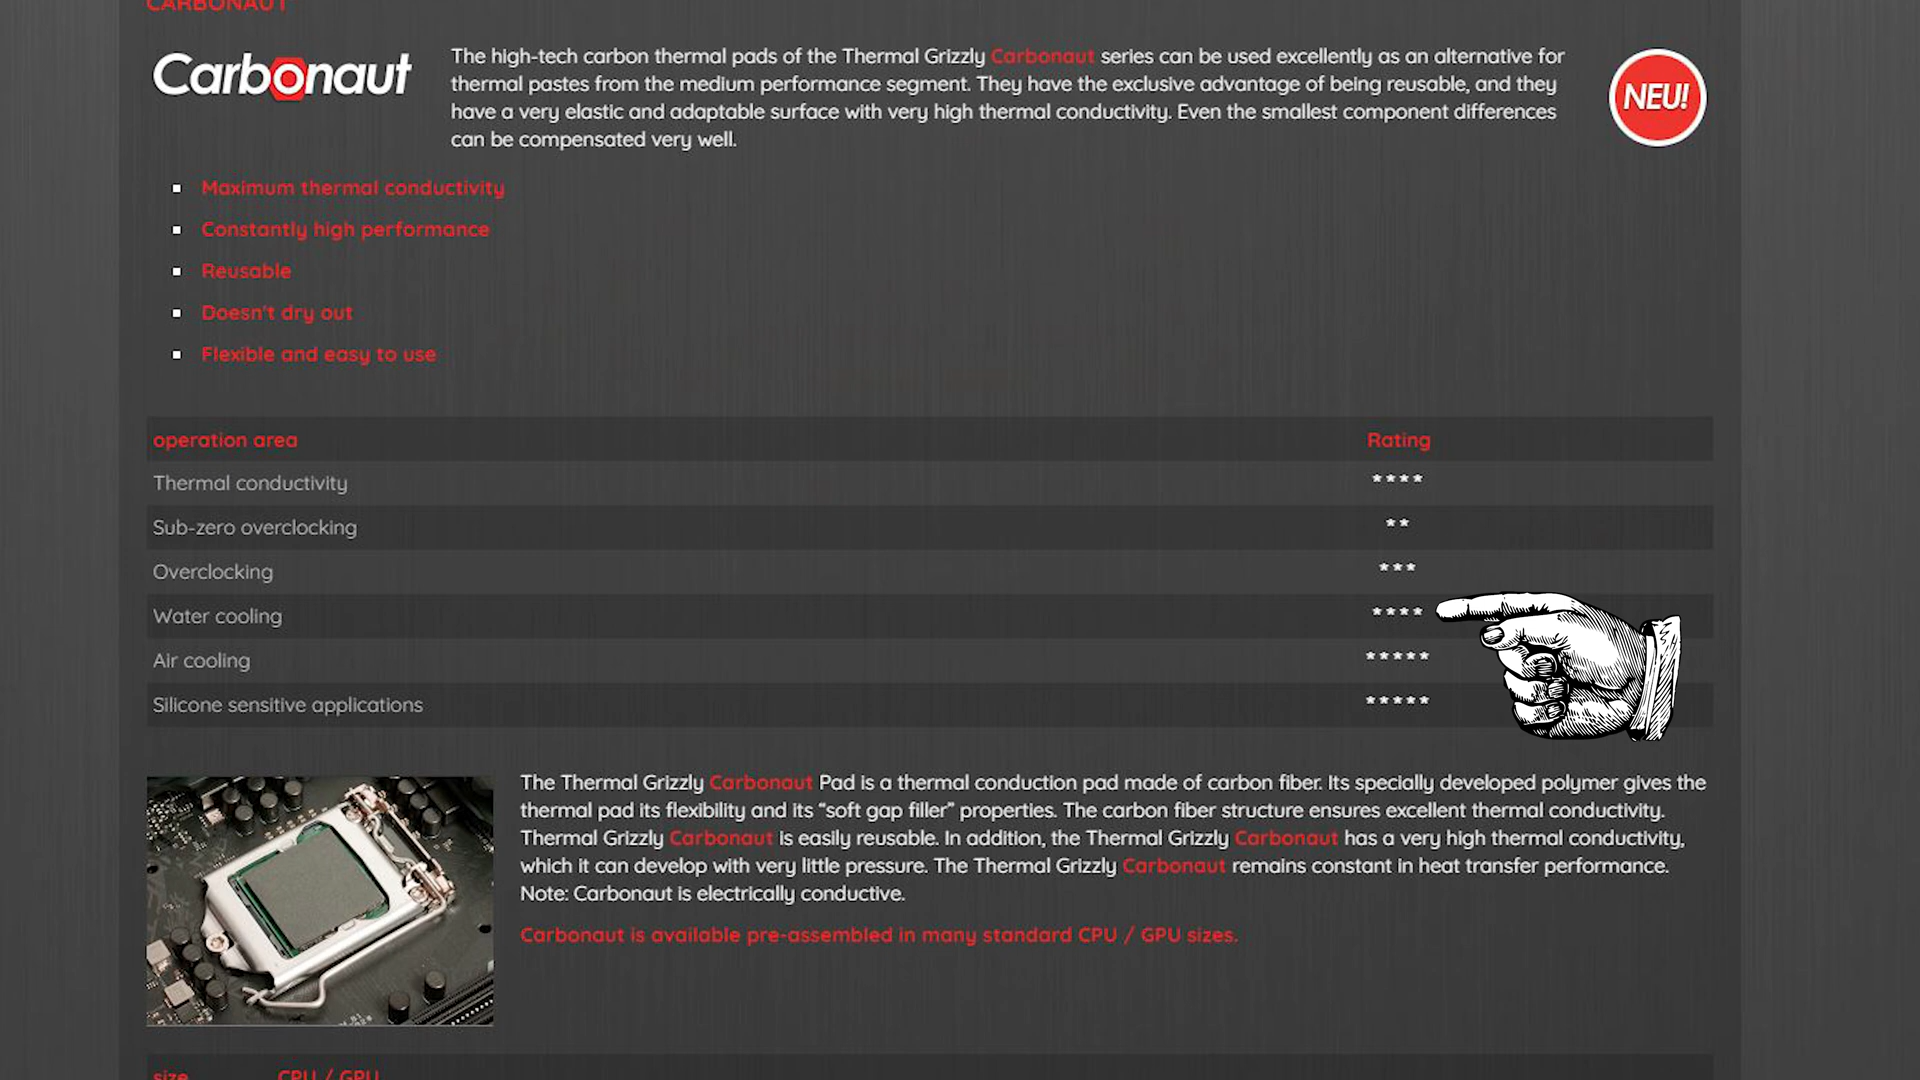 CARBONAUT
Carbonaut
The high-tech carbon thermal pads of the Thermal Grizzly Carbonaut series can be used excellently as an alternative for
thermal pastes from the medium performance segment. They have the exclusive advantage of being reusable, and they
have a very elastic and adaptable surface with very high thermal conductivity. Even the smallest component differences
can be compensated very well.
NEU!
Maximum thermal conductivity
Constantly high performance
Reusable
Doesn't dry out
Flexible and easy to use
operation area Rating
Thermal conductivity ****
Sub-zero overclocking **
Overclocking ***
Water cooling ****
Air cooling *****
Silicone sensitive applications *****
The Thermal Grizzly Carbonaut Pad is a thermal conduction pad made of carbon fiber. Its specially developed polymer gives the
thermal pad its flexibility and its “soft gap filler” properties. The carbon fiber structure ensures excellent thermal conductivity.
Thermal Grizzly Carbonaut is easily reusable. In addition, the Thermal Grizzly Carbonaut has a very high thermal conductivity,
which it can develop with very little pressure. The Thermal Grizzly Carbonaut remains constant in heat transfer performance.
Note: Carbonaut is electrically conductive.
Carbonaut is available pre-assembled in many standard CPU / GPU sizes.
size CPU / GPU